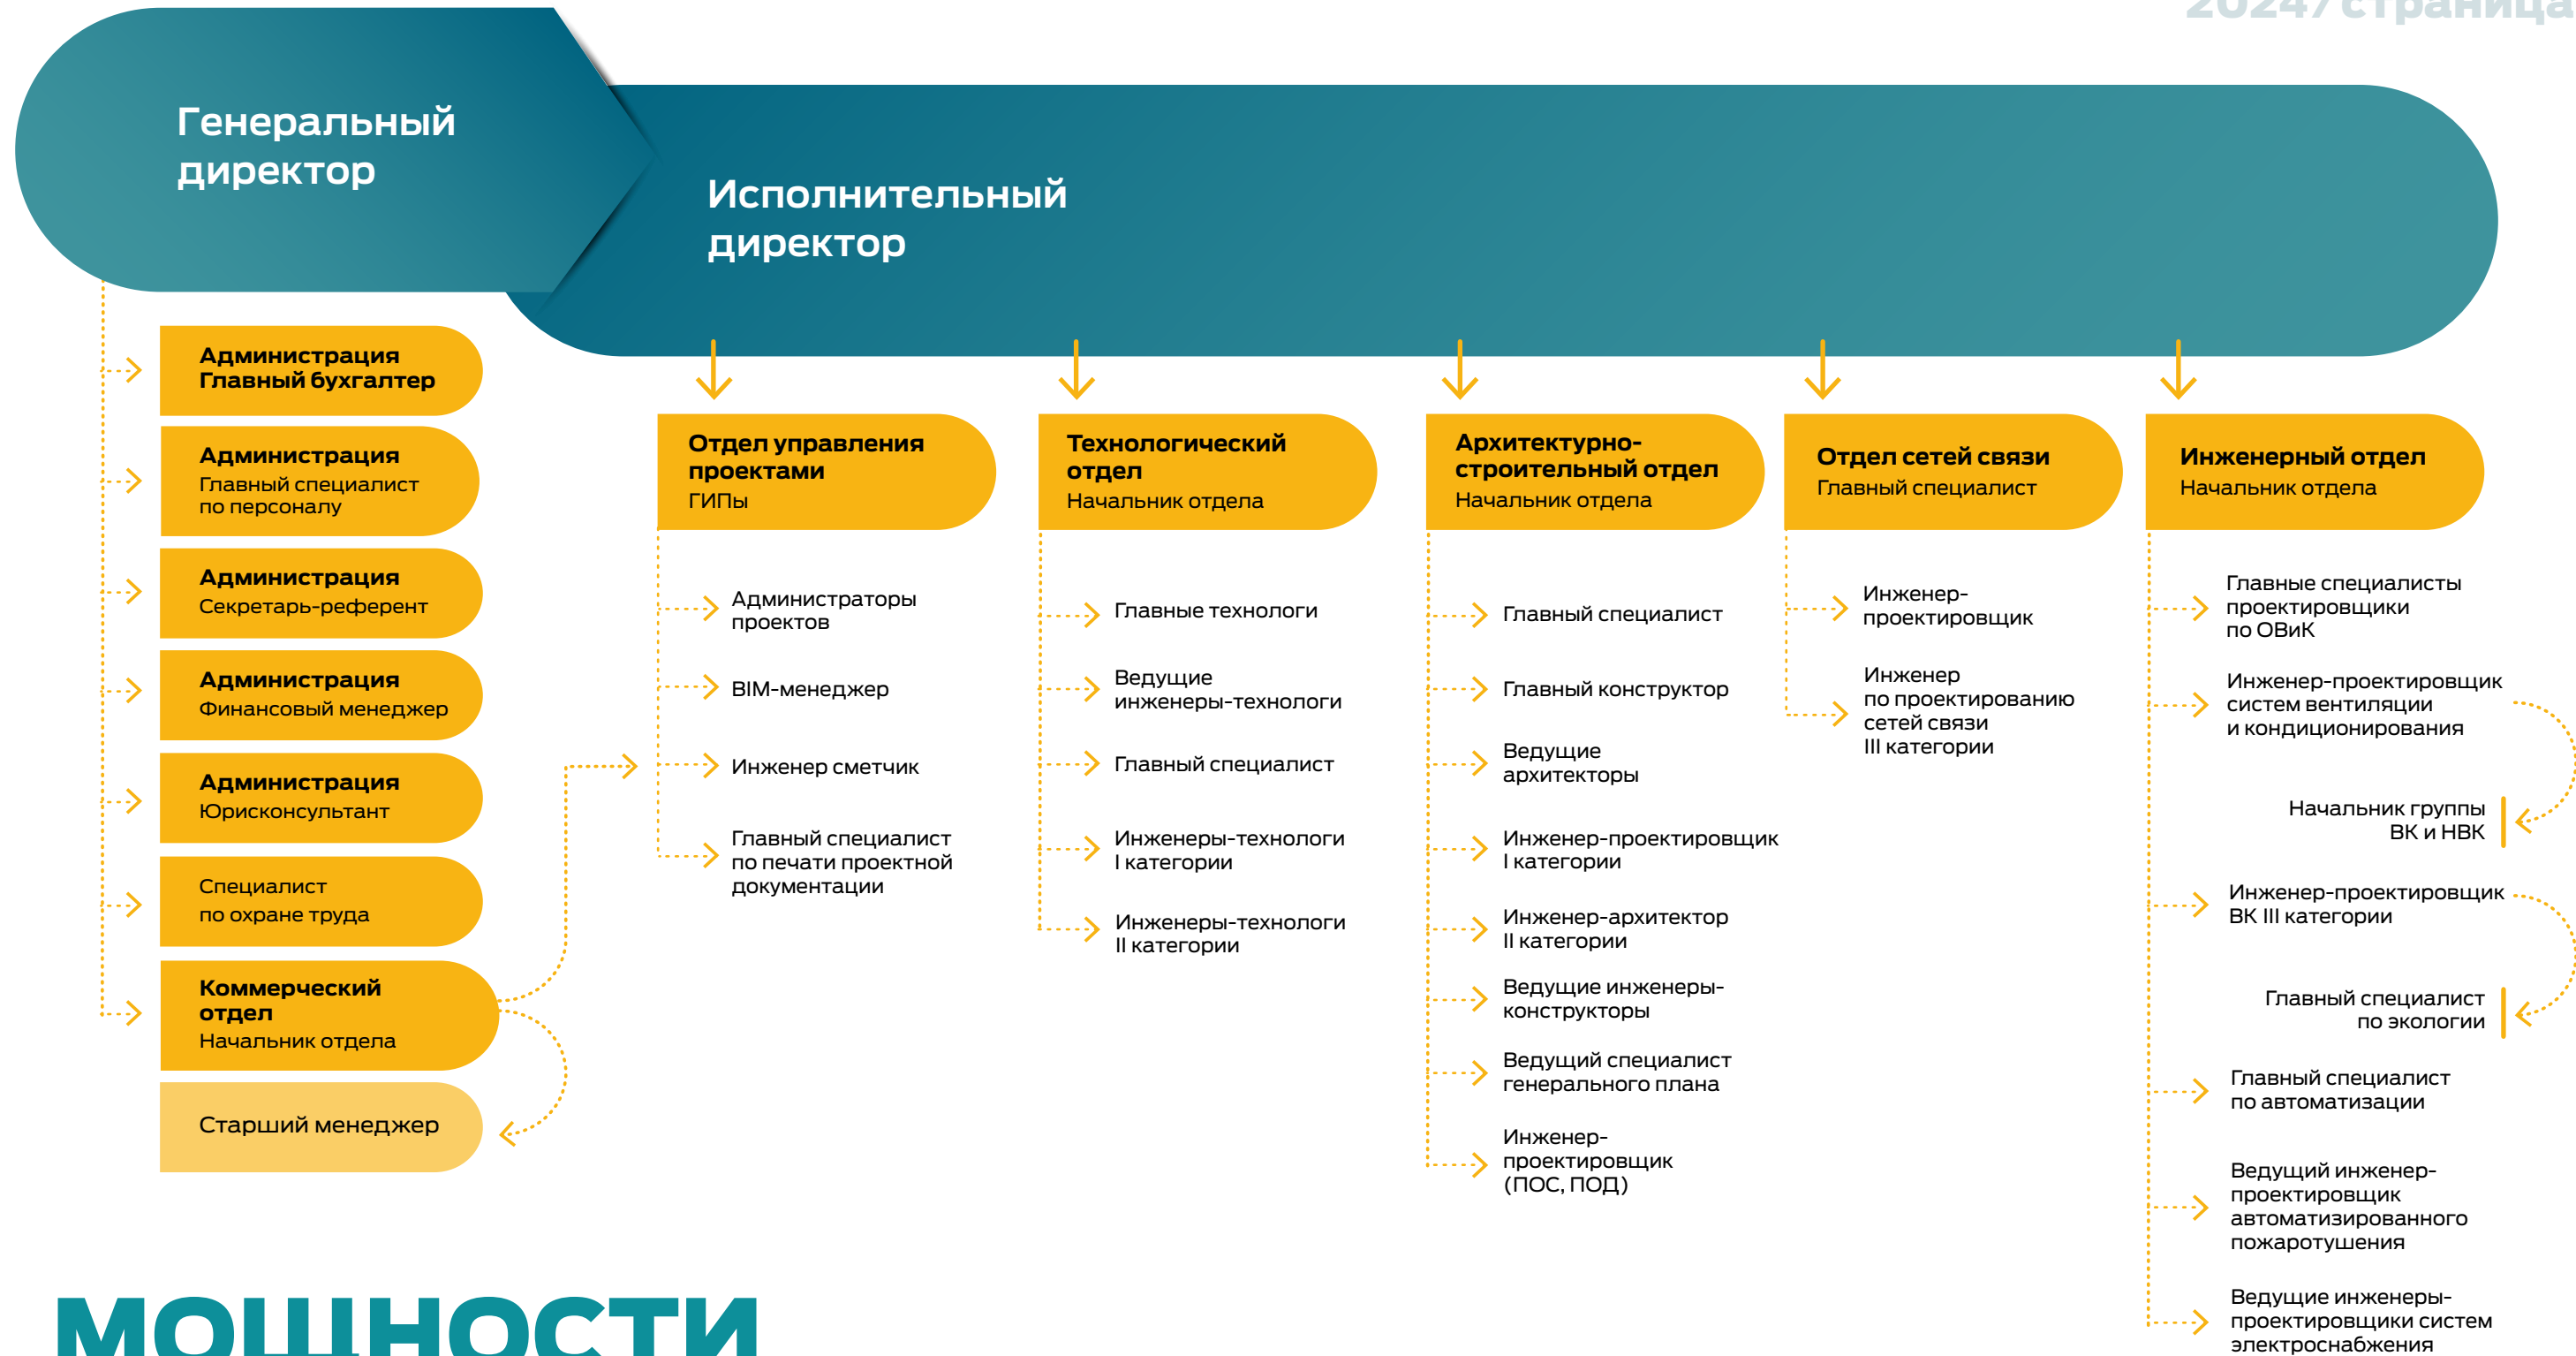 2024/страница
Генеральный
директор
Исполнительный
директор
Администрация
Главный бухгалтер
Администрация
Главный специалист
по персоналу
Администрация
Секретарь-референт
Администрация
Финансовый менеджер
Администрация
Юрисконсультант
Специалист
по охране труда
Коммерческий
отдел
Начальник отдела
Старший менеджер
Отдел управления
проектами
ГИПы
Администраторы
проектов
BIM-менеджер
Инженер сметчик
Главный специалист
по печати проектной
документации
Технологический
отдел
Начальник отдела
Главные технологи
Ведущие
инженеры-технологи
Главный специалист
Инженеры-технологи
I категории
Инженеры-технологи
II категории
Архитектурно-
строительный отдел
Начальник отдела
Главный специалист
Главный конструктор
Ведущие
архитекторы
Инженер-проектировщик
I категории
Инженер-архитектор
II категории
Ведущие инженеры-
конструкторы
Ведущий специалист
генерального плана
Инженер-
проектировщик
(ПОС, ПОД)
Отдел сетей связи
Главный специалист
Инженер-
проектировщик
Инженер
по проектированию
сетей связи
III категории
Инженерный отдел
Начальник отдела
Главные специалисты
проектировщики
по ОВиК
Инженер-проектировщик
систем вентиляции
и кондиционирования
Начальник группы
ВК и НВК
Инженер-проектировщик
ВК III категории
Главный специалист
по экологии
Главный специалист
по автоматизации
Ведущий инженер-
проектировщик
автоматизированного
пожаротушения
Ведущие инженеры-
проектировщики систем
электроснабжения
МОЩНОСТИ